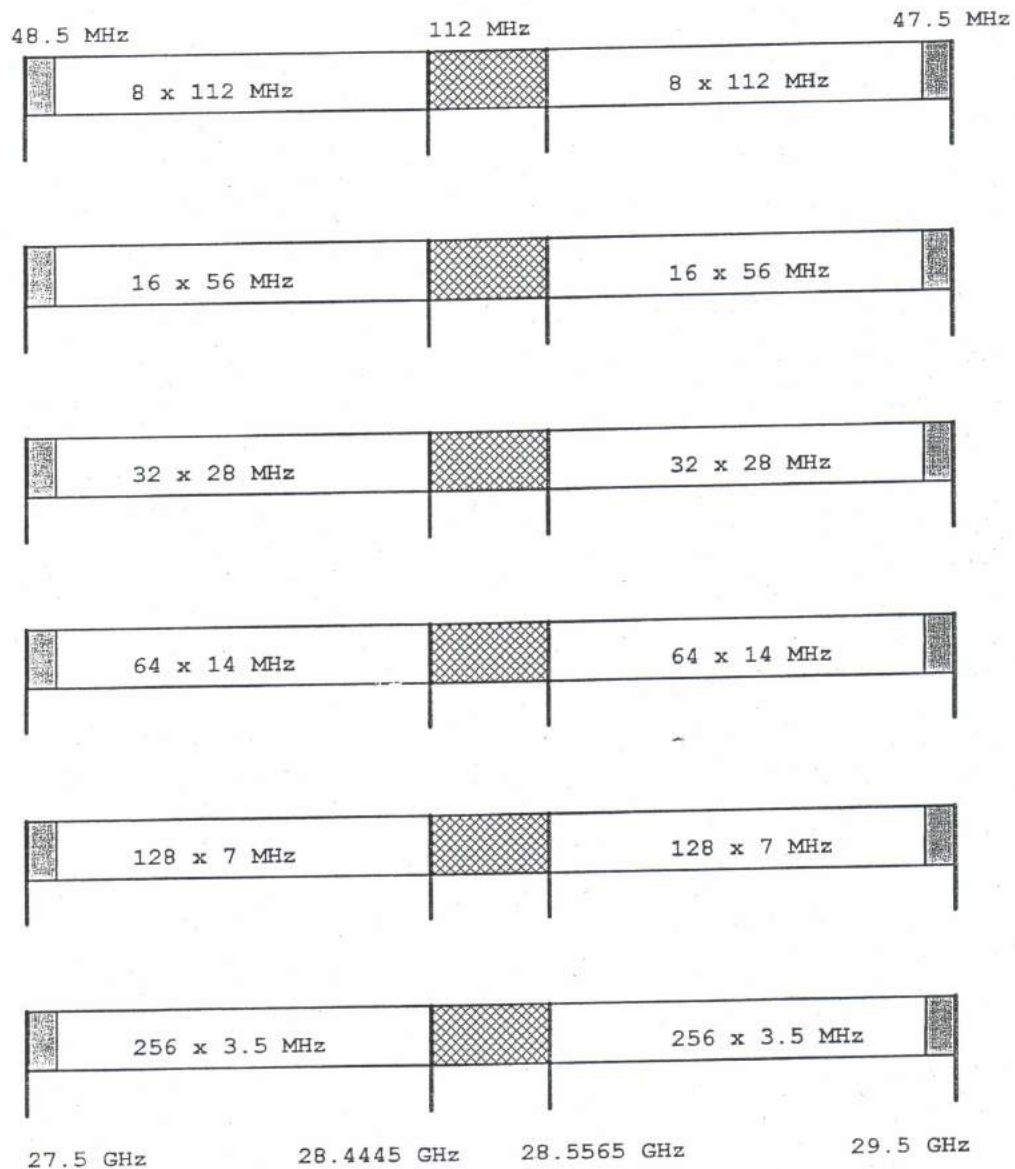 48.5 MHz 112 MHz 47.5 MHz
8 x 112 MHz 8 x 112 MHz
16 x 56 MHz 16 x 56 MHz
32 x 28 MHz 32 x 28 MHz
64 x 14 MHz 64 x 14 MHz
128 x 7 MHz 128 x 7 MHz
256 x 3.5 MHz 256 x 3.5 MHz
27.5 GHz 28.4445 GHz 28.5565 GHz 29.5 GHz